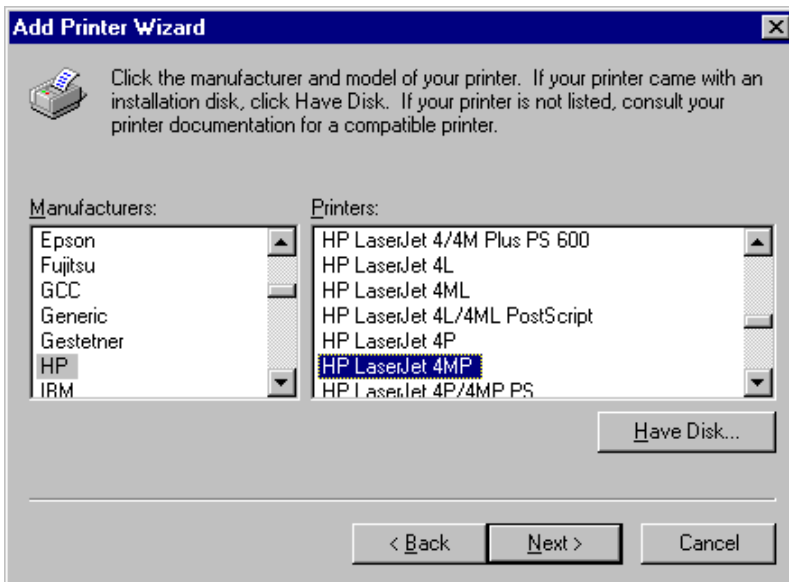 Add Printer Wizard
Click the manufacturer and model of your printer. If your printer came with an
installation disk, click Have Disk. If your printer is not listed, consult your
printer documentation for a compatible printer.
Manufacturers:
Epson
Fujitsu
GCC
Generic
Gestetner
HP
IBM
Printers:
HP LaserJet 4/4M Plus PS 600
HP LaserJet 4L
HP LaserJet 4ML
HP LaserJet 4L/4ML PostScript
HP LaserJet 4P
HP LaserJet 4MP
HP LaserJet 4P/4MP PS
Have Disk...
< Back
Next >
Cancel